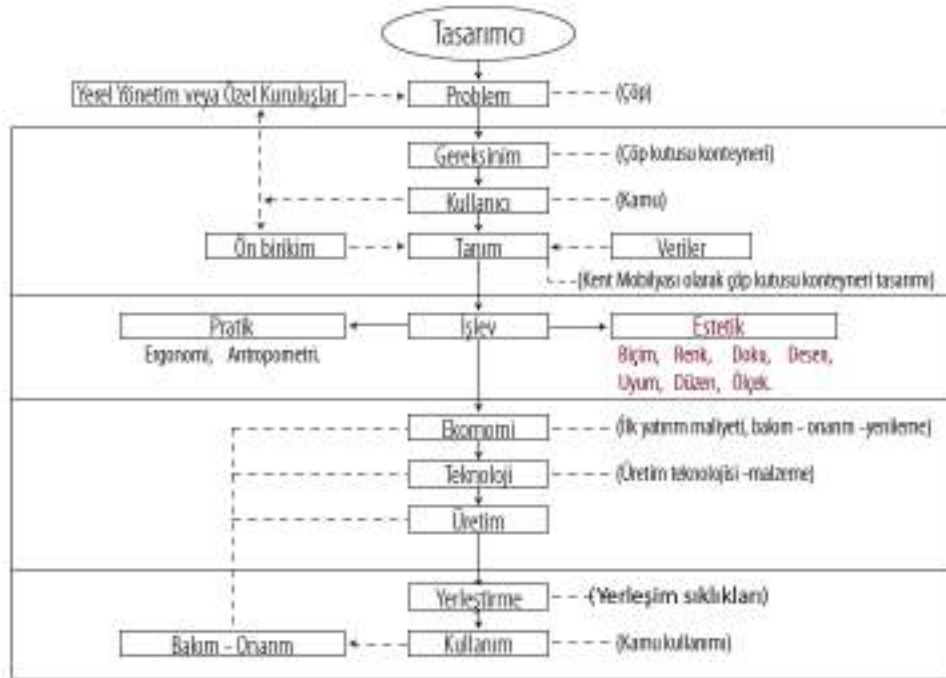 Tasarımcı
Yerel Yönetim veya Özel Kuruluşlar
Problem
(Çöp)
Gereksinim
(Çöp kutusu konteyneri)
Kullanıcı
(Kamu)
Ön birikim
Tanım
Veriler
(Kent Mobilyası olarak çöp kutusu konteyneri tasarımı)
Pratik
İşlev
Estetik
Ergonomi, Antropometri.
Biçim, Renk, Doku, Desen,
Uyum, Düzen, Ölçek.
Ekomomi
(İlk yatırım maliyeti, bakım - onarım -yenileme)
Teknoloji
(Üretim teknolojisi -malzeme)
Üretim
Yerleştirme
(Yerleşim sıklıkları)
Bakım - Onarım
Kullanım
(Kamu kullanımı)